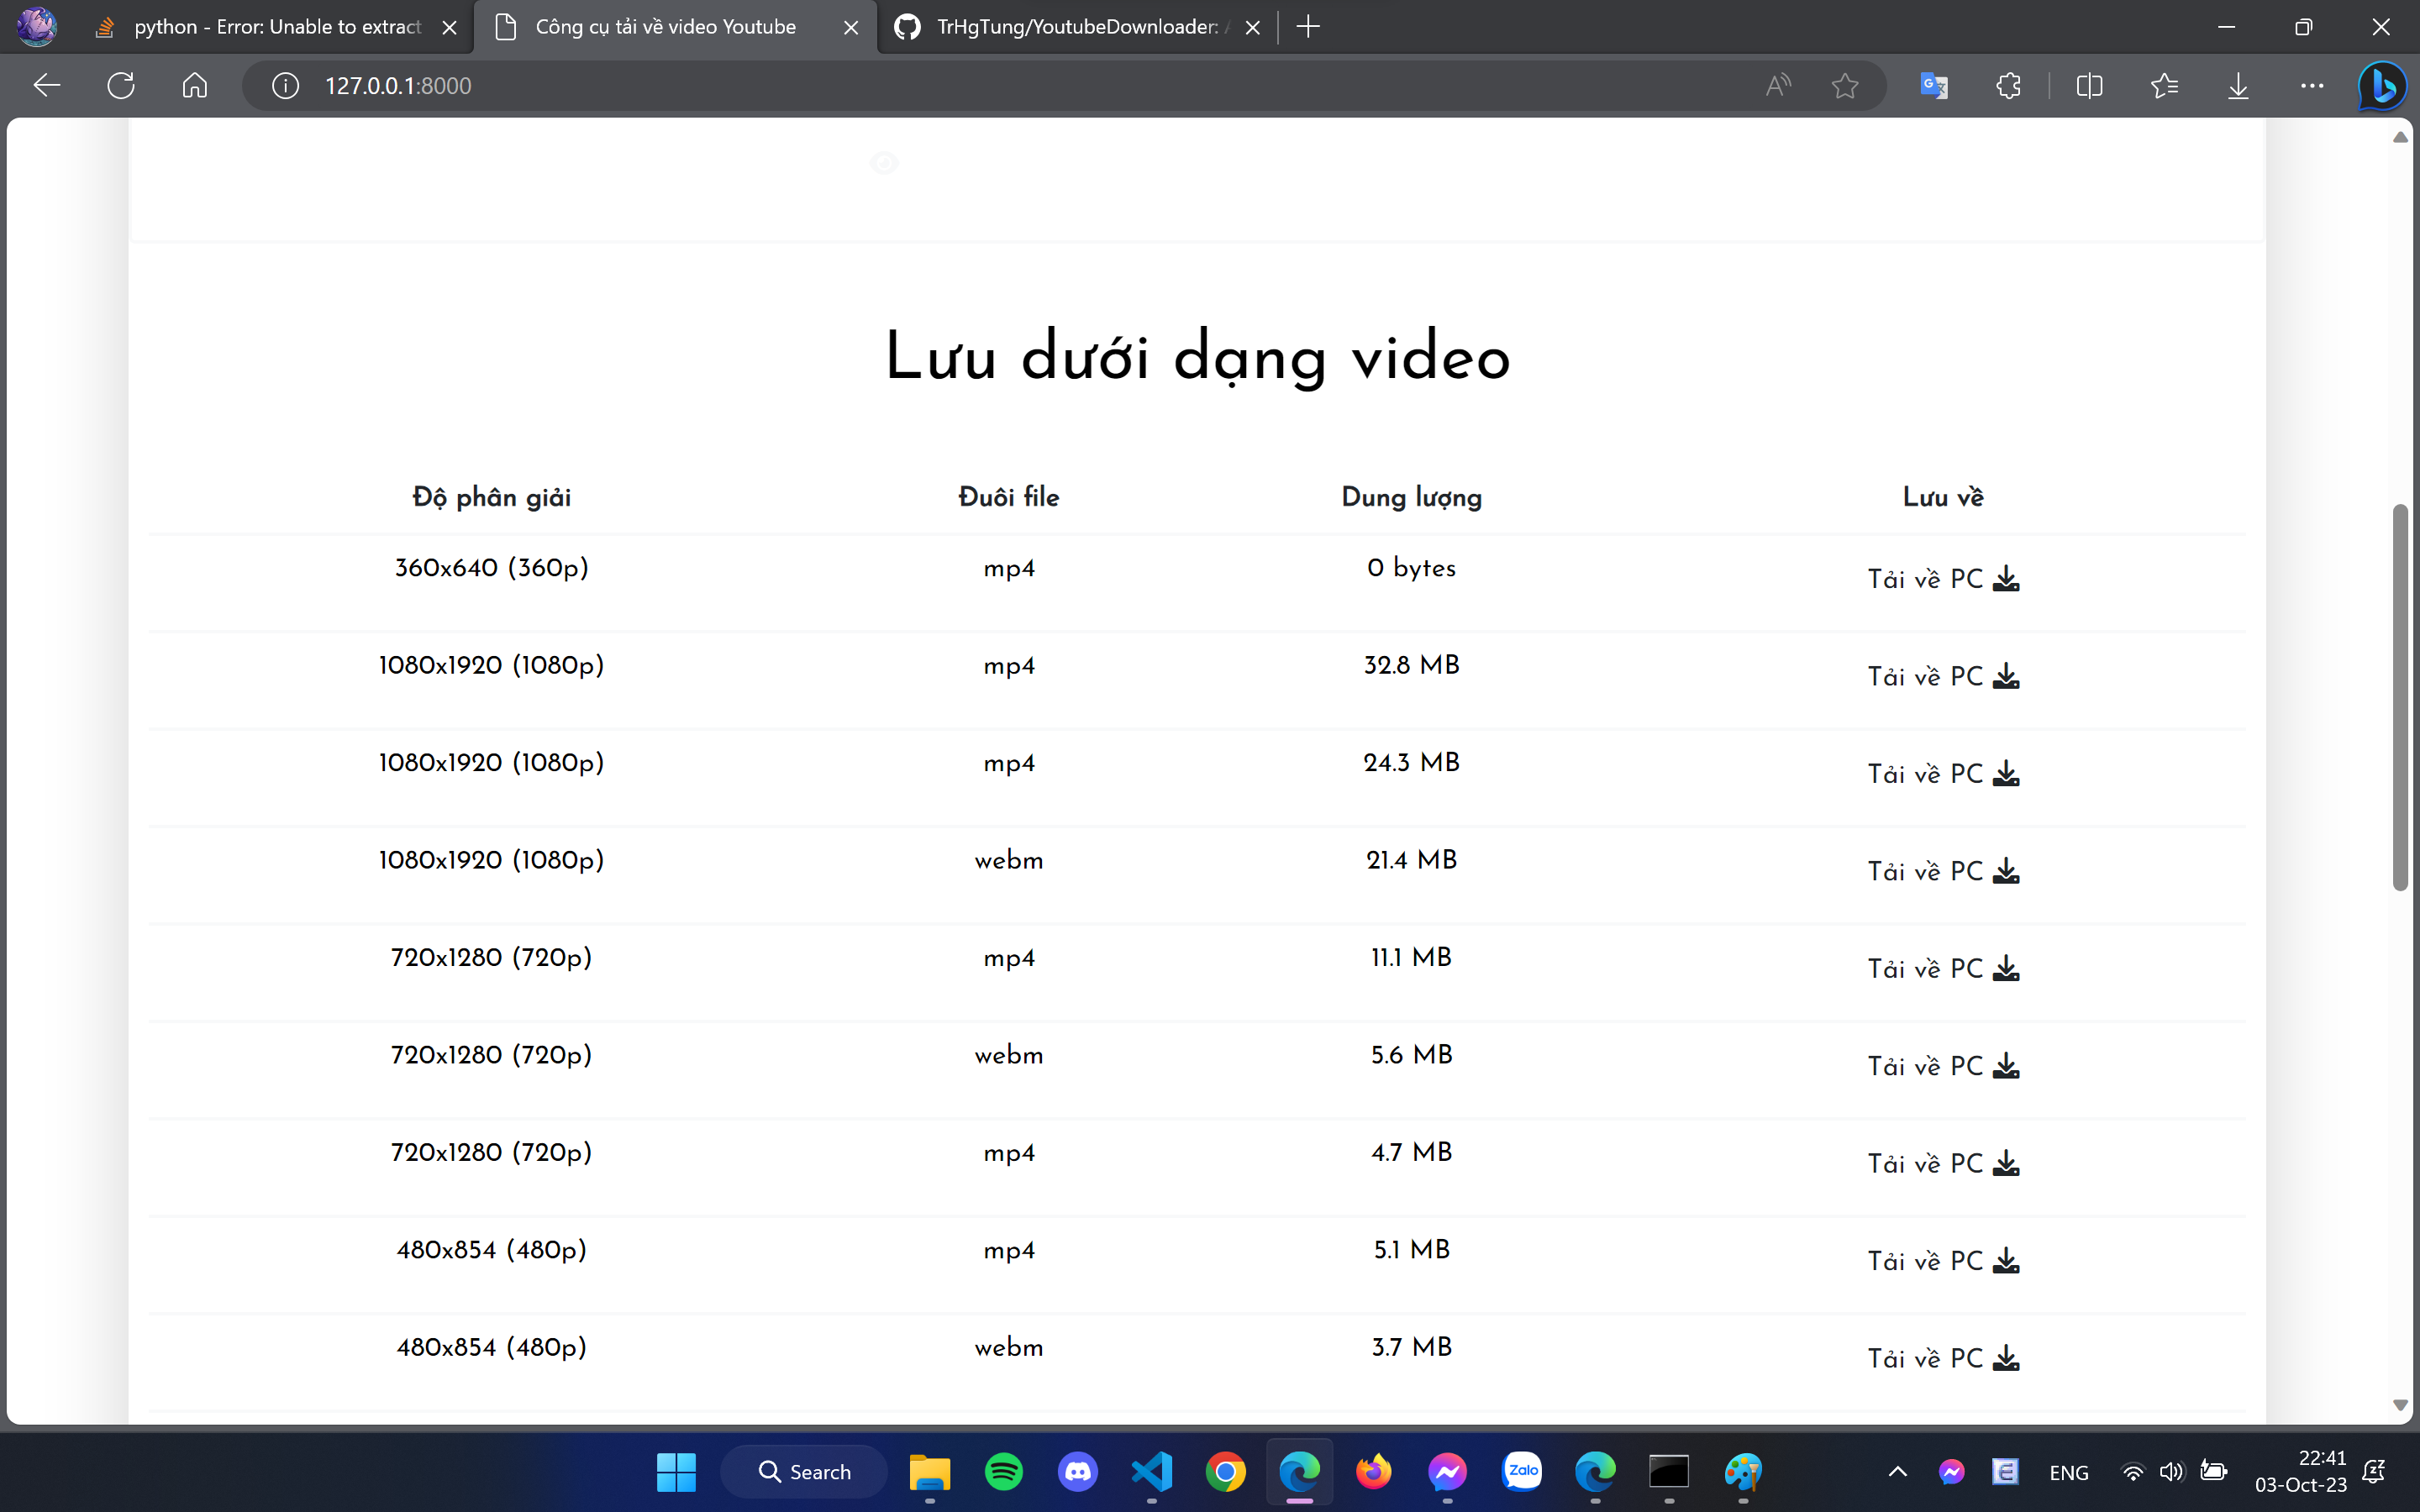 python - Error: Unable to extract
Công cụ tải về video Youtube
TrHgTung/YoutubeDownloader:
127.0.0.1:8000
Lưu dưới dạng video
Độ phân giải Đuôi file Dung lượng Lưu về
360x640 (360p) mp4 0 bytes Tải về PC
1080x1920 (1080p) mp4 32.8 MB Tải về PC
1080x1920 (1080p) mp4 24.3 MB Tải về PC
1080x1920 (1080p) webm 21.4 MB Tải về PC
720x1280 (720p) mp4 11.1 MB Tải về PC
720x1280 (720p) webm 5.6 MB Tải về PC
720x1280 (720p) mp4 4.7 MB Tải về PC
480x854 (480p) mp4 5.1 MB Tải về PC
480x854 (480p) webm 3.7 MB Tải về PC
Search
Zalo
ENG
22:41
03-Oct-23